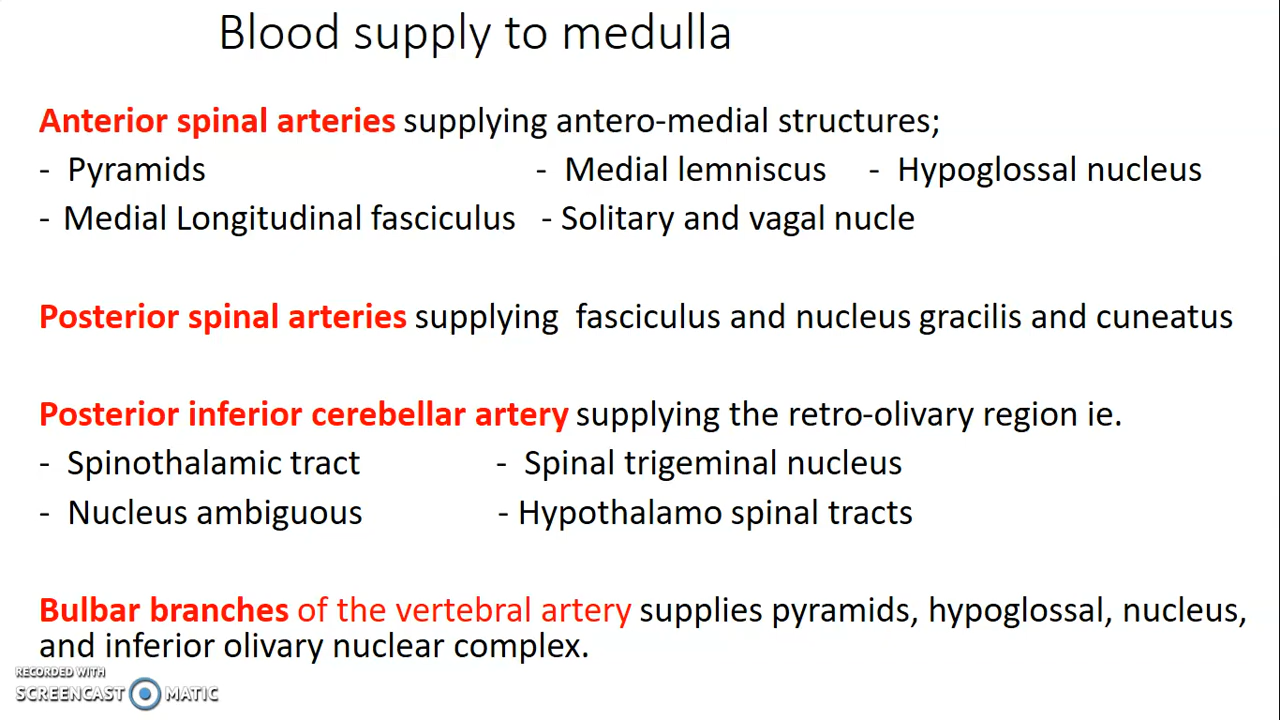 Blood supply to medulla
Anterior spinal arteries supplying antero-medial structures;
- Pyramids - Medial lemniscus - Hypoglossal nucleus
- Medial Longitudinal fasciculus - Solitary and vagal nucle
Posterior spinal arteries supplying fasciculus and nucleus gracilis and cuneatus
Posterior inferior cerebellar artery supplying the retro-olivary region ie.
- Spinothalamic tract - Spinal trigeminal nucleus
- Nucleus ambiguous - Hypothalamo spinal tracts
Bulbar branches of the vertebral artery supplies pyramids, hypoglossal, nucleus,
and inferior olivary nuclear complex.
RECORDED WITH
SCREENCAST MATIC